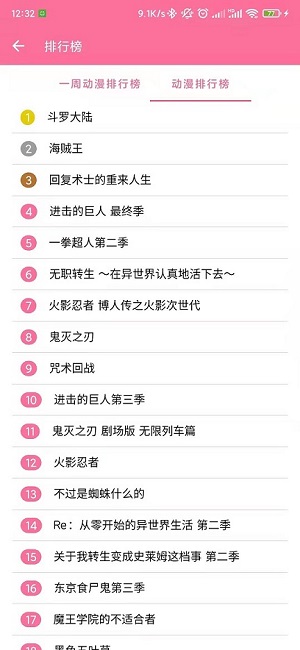 12:32
9.1K/s
77
排行榜
一周动漫排行榜 动漫排行榜
1 斗罗大陆
2 海贼王
3 回复术士的重来人生
4 进击的巨人 最终季
5 一拳超人第二季
6 无职转生 ～在异世界认真地活下去～
7 火影忍者 博人传之火影次世代
8 鬼灭之刃
9 咒术回战
10 进击的巨人第三季
11 鬼灭之刃 剧场版 无限列车篇
12 火影忍者
13 不过是蜘蛛什么的
14 Re：从零开始的异世界生活 第二季
15 关于我转生变成史莱姆这档事 第二季
16 东京食尸鬼第三季
17 魔王学院的不适合者